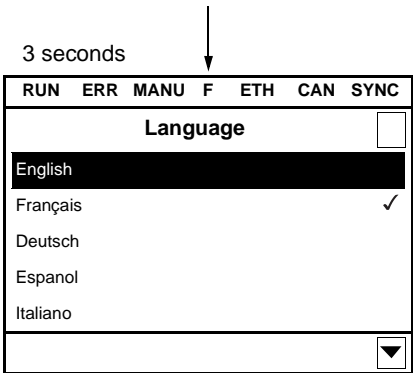 3 seconds
RUN ERR MANU F ETH CAN SYNC
Language
English
Français ✓
Deutsch
Espanol
Italiano